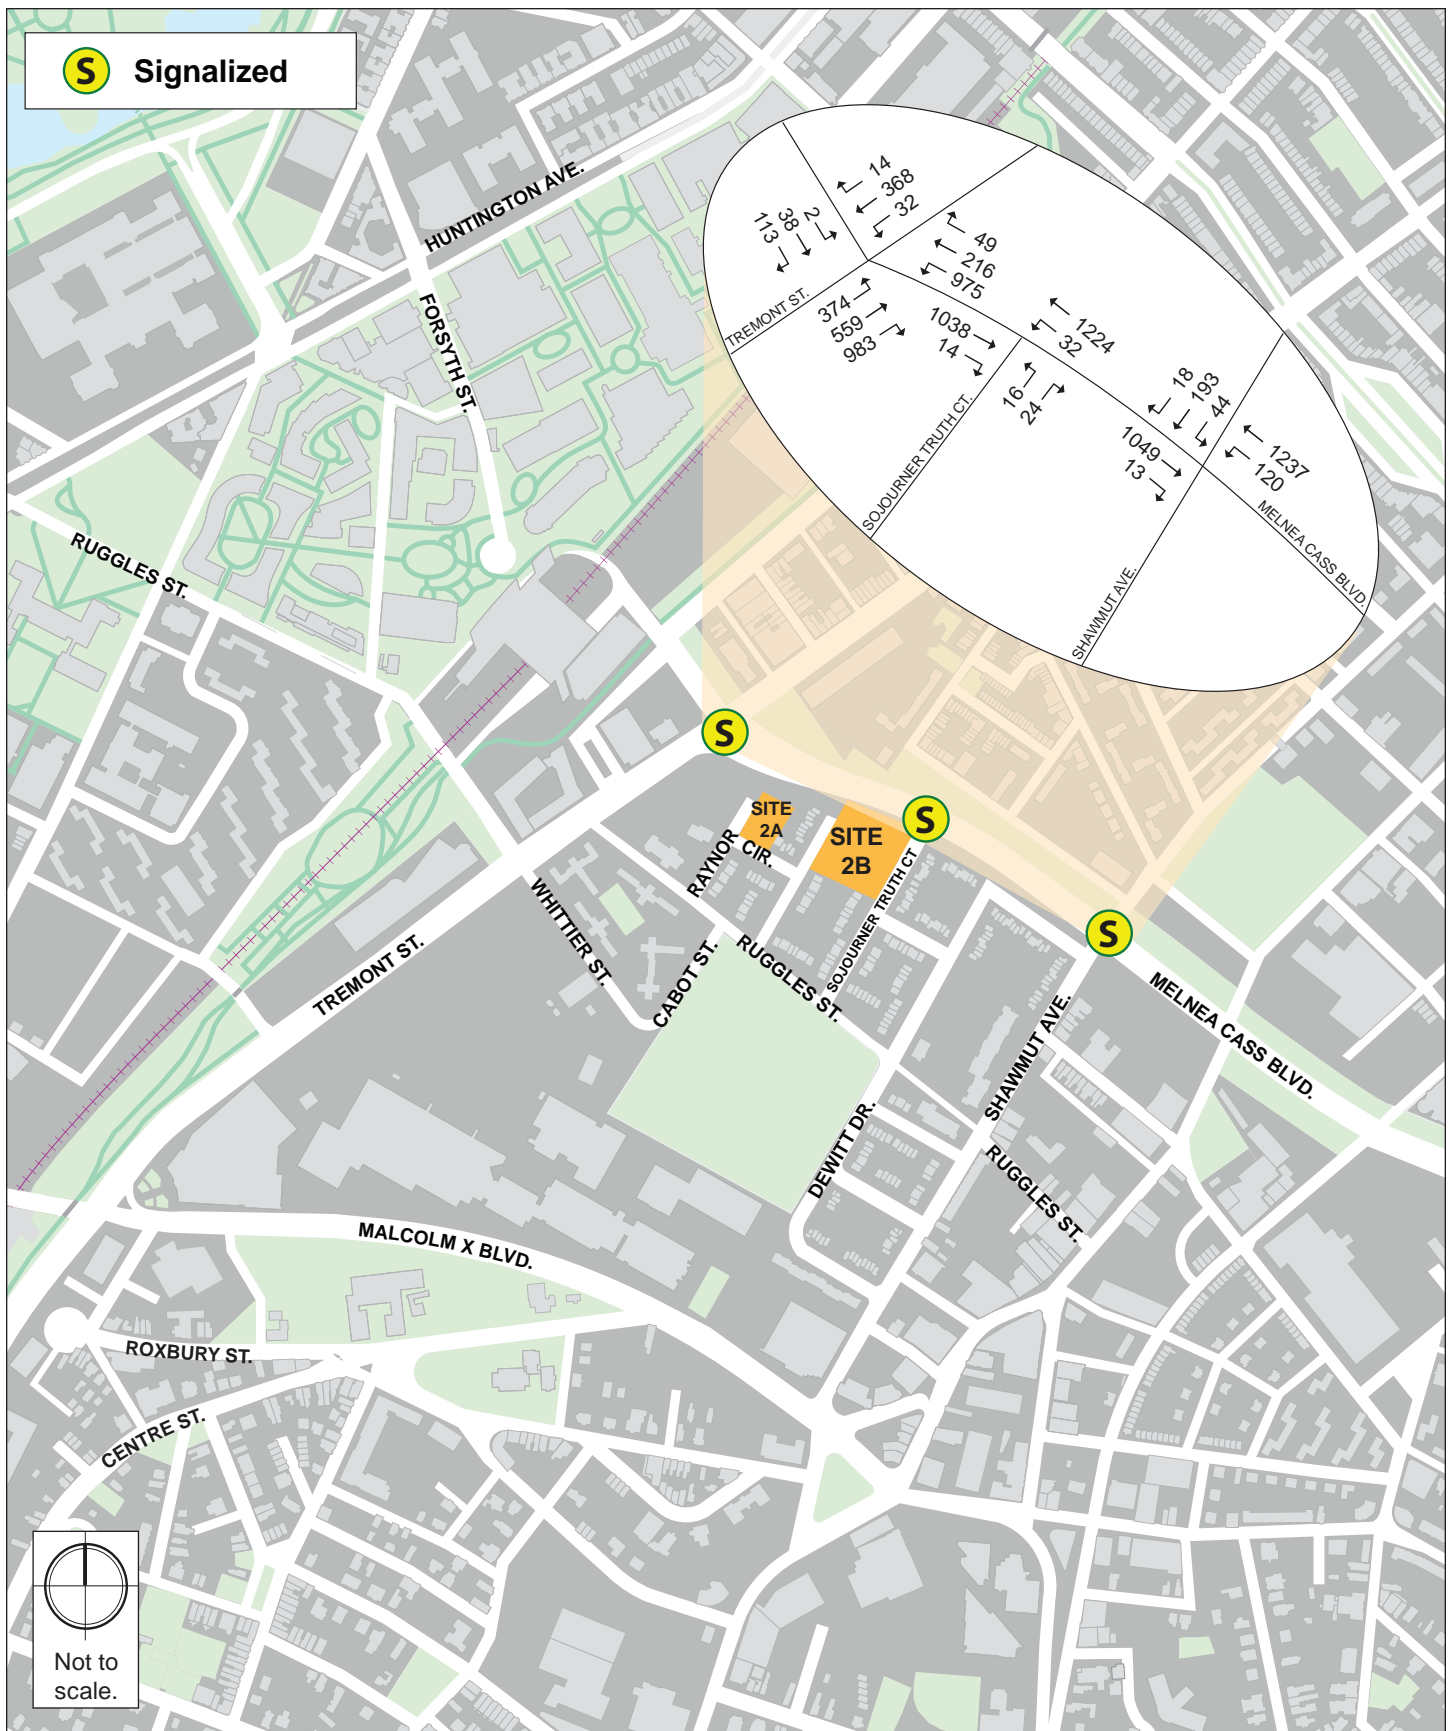 S Signalized
HUNTINGTON AVE.
FORSYTH ST.
14
368
32
2
38
113
49
216
975
TREMONT ST.
374
559
983
1038
14
1224
32
16
24
SOJOURNER TRUTH CT.
18
193
44
1049
13
1237
120
MELNEA CASS BLVD.
SHAWMUT AVE.
RUGGLES ST.
S
S
S
SITE
2A
SITE
2B
RAYNOR
CIR.
SOJOURNER TRUTH CT
WHITTIER ST.
TREMONT ST.
CABOT ST.
RUGGLES ST.
MELNEA CASS BLVD.
SHAWMUT AVE.
DEWITT DR.
RUGGLES ST.
MALCOLM X BLVD.
ROXBURY ST.
CENTRE ST.
Not to
scale.